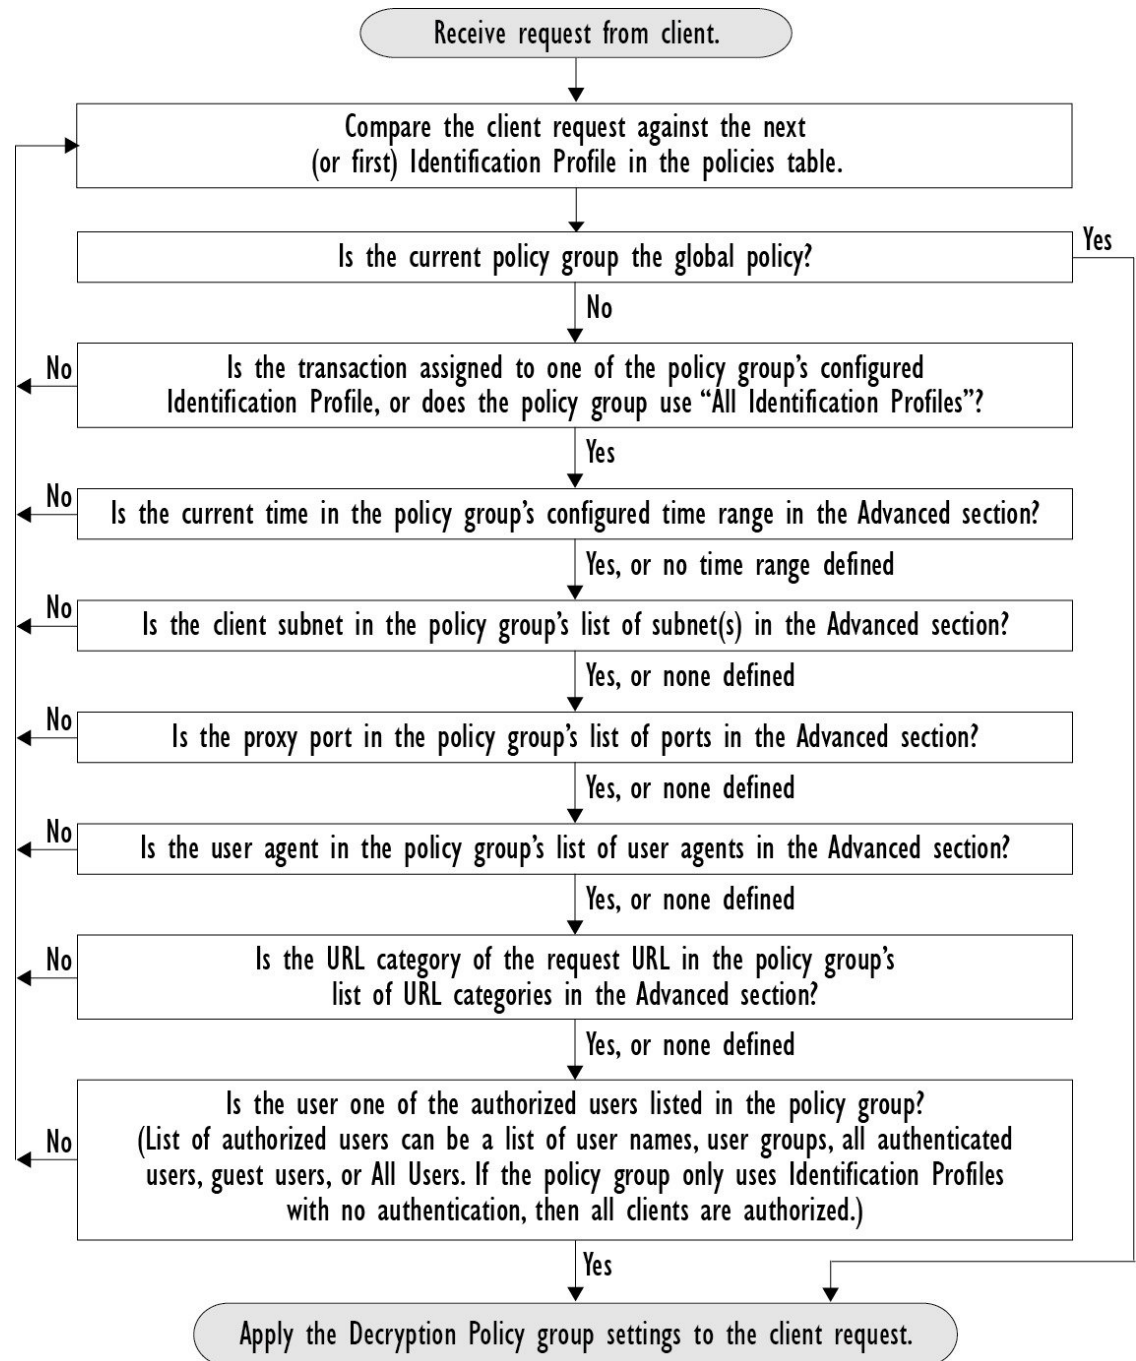 Receive request from client.
Compare the client request against the next
(or first) Identification Profile in the policies table.
Is the current policy group the global policy?
Yes
No
Is the transaction assigned to one of the policy group’s configured
Identification Profile, or does the policy group use “All Identification Profiles”?
No
Yes
Is the current time in the policy group’s configured time range in the Advanced section?
No
Yes, or no time range defined
Is the client subnet in the policy group’s list of subnet(s) in the Advanced section?
No
Yes, or none defined
Is the proxy port in the policy group’s list of ports in the Advanced section?
No
Yes, or none defined
Is the user agent in the policy group’s list of user agents in the Advanced section?
No
Yes, or none defined
Is the URL category of the request URL in the policy group’s
list of URL categories in the Advanced section?
No
Yes, or none defined
Is the user one of the authorized users listed in the policy group?
(List of authorized users can be a list of user names, user groups, all authenticated
users, guest users, or All Users. If the policy group only uses Identification Profiles
with no authentication, then all clients are authorized.)
No
Yes
Apply the Decryption Policy group settings to the client request.